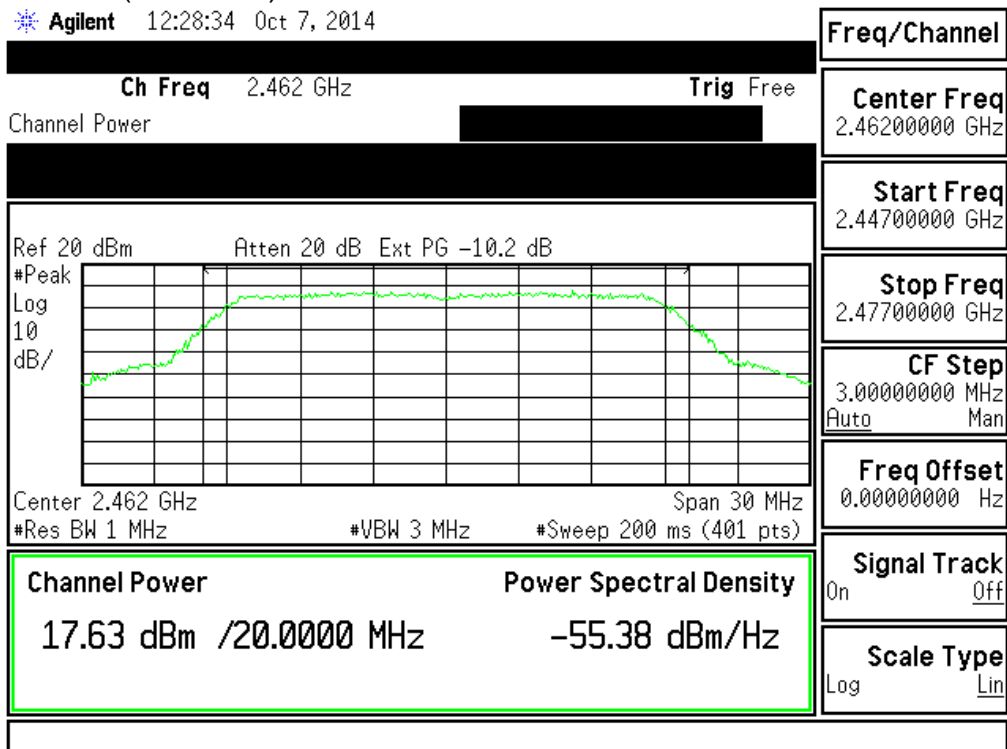 Agilent 12:28:34 Oct 7, 2014
Freq/Channel
Ch Freq 2.462 GHz Trig Free
Channel Power
Center Freq
2.46200000 GHz
Start Freq
2.44700000 GHz
Stop Freq
2.47700000 GHz
CF Step
3.00000000 MHz
Auto Man
Freq Offset
0.00000000 Hz
Signal Track
On Off
Scale Type
Log Lin
Ref 20 dBm Atten 20 dB Ext PG -10.2 dB
#Peak
Log
10
dB/
Center 2.462 GHz Span 30 MHz
#Res BW 1 MHz #VBW 3 MHz #Sweep 200 ms (401 pts)
Channel Power Power Spectral Density
17.63 dBm /20.0000 MHz -55.38 dBm/Hz